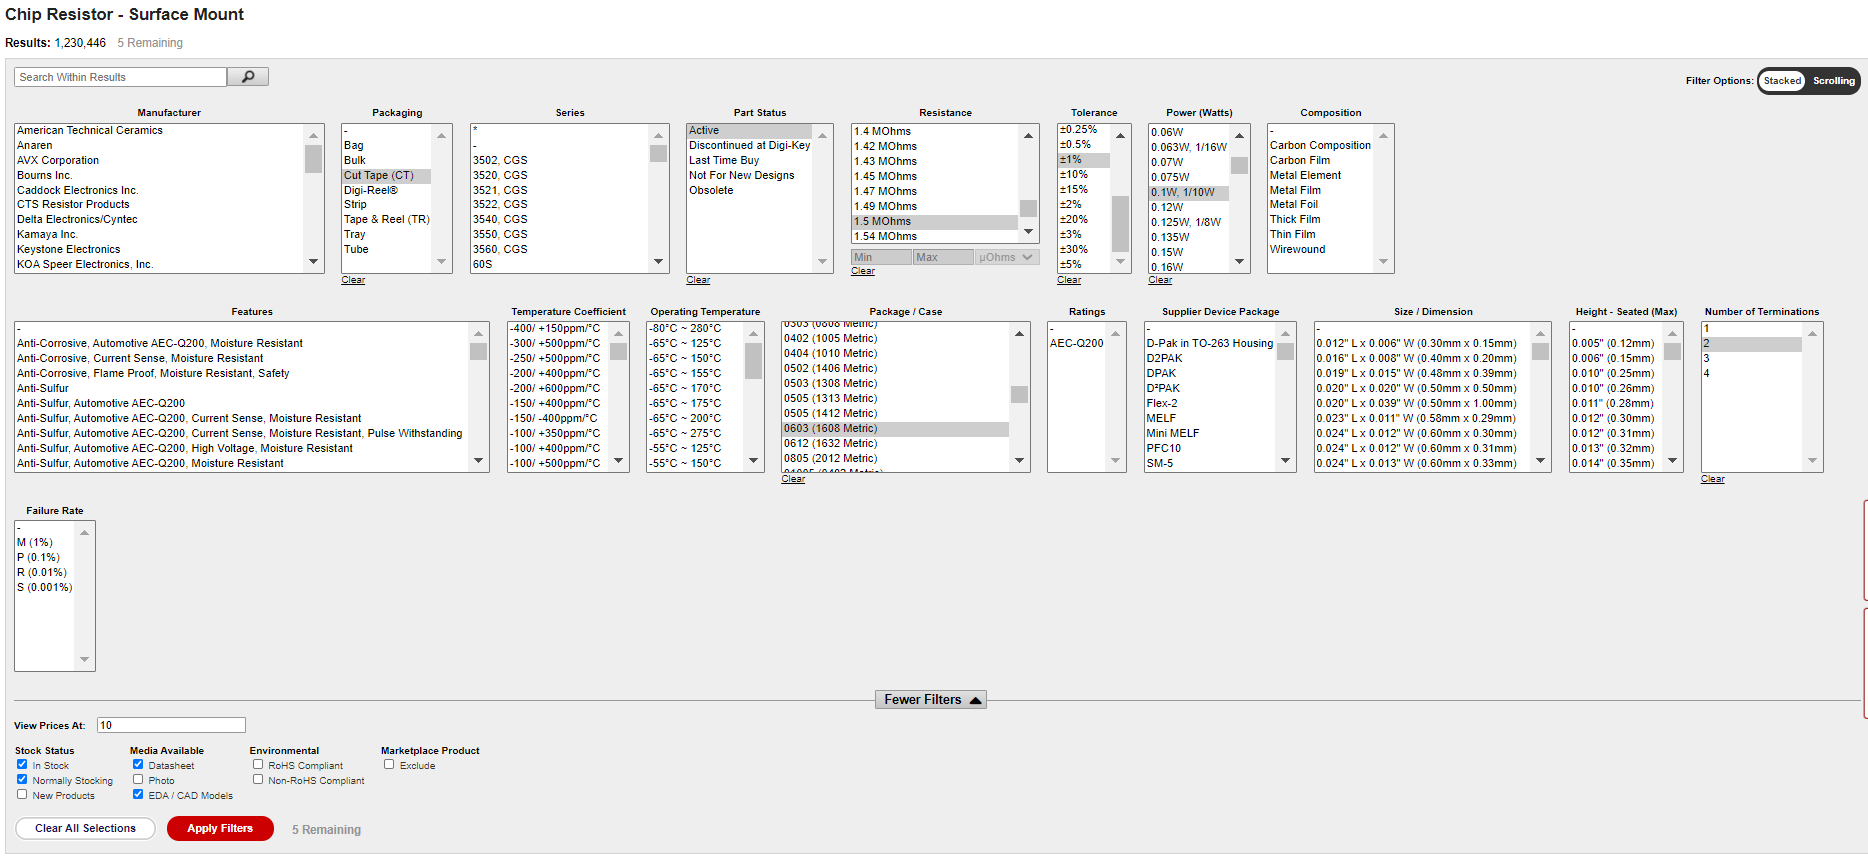 Chip Resistor - Surface Mount
Results: 1,230,446 5 Remaining
Search Within Results
Filter Options: Stacked Scrolling
Manufacturer
American Technical Ceramics
Anaren
AVX Corporation
Bourns Inc.
Caddock Electronics Inc.
CTS Resistor Products
Delta Electronics/Cyntec
Kamaya Inc.
Keystone Electronics
KOA Speer Electronics, Inc.
Packaging
-
Bag
Bulk
Cut Tape (CT)
Digi-Reel®
Strip
Tape & Reel (TR)
Tray
Tube
Clear
Series
*
-
3502, CGS
3520, CGS
3521, CGS
3522, CGS
3540, CGS
3550, CGS
3560, CGS
60S
Part Status
Active
Discontinued at Digi-Key
Last Time Buy
Not For New Designs
Obsolete
Clear
Resistance
1.4 MOhms
1.42 MOhms
1.43 MOhms
1.45 MOhms
1.47 MOhms
1.49 MOhms
1.5 MOhms
1.54 MOhms
Min Max µOhms
Clear
Tolerance
±0.25%
±0.5%
±1%
±10%
±15%
±2%
±20%
±3%
±30%
±5%
Clear
Power (Watts)
0.06W
0.063W, 1/16W
0.07W
0.075W
0.1W, 1/10W
0.12W
0.125W, 1/8W
0.135W
0.15W
0.16W
Clear
Composition
-
Carbon Composition
Carbon Film
Metal Element
Metal Film
Metal Foil
Thick Film
Thin Film
Wirewound
Features
-
Anti-Corrosive, Automotive AEC-Q200, Moisture Resistant
Anti-Corrosive, Current Sense, Moisture Resistant
Anti-Corrosive, Flame Proof, Moisture Resistant, Safety
Anti-Sulfur
Anti-Sulfur, Automotive AEC-Q200
Anti-Sulfur, Automotive AEC-Q200, Current Sense, Moisture Resistant
Anti-Sulfur, Automotive AEC-Q200, Current Sense, Moisture Resistant, Pulse Withstanding
Anti-Sulfur, Automotive AEC-Q200, High Voltage, Moisture Resistant
Anti-Sulfur, Automotive AEC-Q200, Moisture Resistant
Temperature Coefficient
-400/ +150ppm/°C
-300/ +500ppm/°C
-250/ +500ppm/°C
-200/ +400ppm/°C
-200/ +600ppm/°C
-150/ +400ppm/°C
-150/ -400ppm/°C
-100/ +350ppm/°C
-100/ +400ppm/°C
-100/ +500ppm/°C
Operating Temperature
-80°C ~ 280°C
-65°C ~ 125°C
-65°C ~ 150°C
-65°C ~ 155°C
-65°C ~ 170°C
-65°C ~ 175°C
-65°C ~ 200°C
-65°C ~ 275°C
-55°C ~ 125°C
-55°C ~ 150°C
Package / Case
0303 (0808 Metric)
0402 (1005 Metric)
0404 (1010 Metric)
0502 (1406 Metric)
0503 (1308 Metric)
0505 (1313 Metric)
0505 (1412 Metric)
0603 (1608 Metric)
0612 (1632 Metric)
0805 (2012 Metric)
01005 (0402 Metric)
Clear
Ratings
-
AEC-Q200
Supplier Device Package
-
D-Pak in TO-263 Housing
D2PAK
DPAK
D²PAK
Flex-2
MELF
Mini MELF
PFC10
SM-5
Size / Dimension
-
0.012" L x 0.006" W (0.30mm x 0.15mm)
0.016" L x 0.008" W (0.40mm x 0.20mm)
0.019" L x 0.015" W (0.48mm x 0.39mm)
0.020" L x 0.020" W (0.50mm x 0.50mm)
0.020" L x 0.039" W (0.50mm x 1.00mm)
0.023" L x 0.011" W (0.58mm x 0.29mm)
0.024" L x 0.012" W (0.60mm x 0.30mm)
0.024" L x 0.012" W (0.60mm x 0.31mm)
0.024" L x 0.013" W (0.60mm x 0.33mm)
Height - Seated (Max)
-
0.005" (0.12mm)
0.006" (0.15mm)
0.010" (0.25mm)
0.010" (0.26mm)
0.011" (0.28mm)
0.012" (0.30mm)
0.012" (0.31mm)
0.013" (0.32mm)
0.014" (0.35mm)
Number of Terminations
1
2
3
4
Clear
Failure Rate
-
M (1%)
P (0.1%)
R (0.01%)
S (0.001%)
Fewer Filters
View Prices At: 10
Stock Status
In Stock
Normally Stocking
New Products
Media Available
Datasheet
Photo
EDA / CAD Models
Environmental
RoHS Compliant
Non-RoHS Compliant
Marketplace Product
Exclude
Clear All Selections Apply Filters 5 Remaining